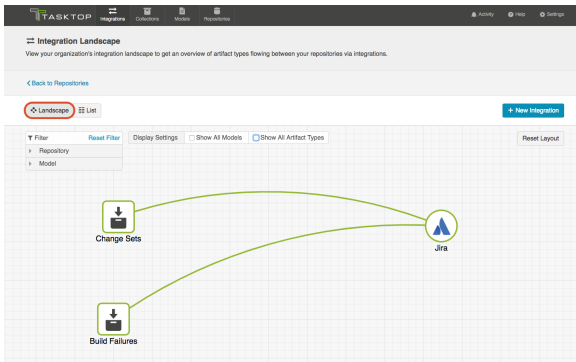 TASKTOP
Integrations
Collections
Models
Repositories
Activity
Help
Settings
Integration Landscape
View your organization's integration landscape to get an overview of artifact types flowing between your repositories via integrations.
Back to Repositories
Landscape
List
+ New Integration
Filter
Reset Filter
Display Settings
Show All Models
Show All Artifact Types
Reset Layout
Repository
Model
Change Sets
Jira
Build Failures